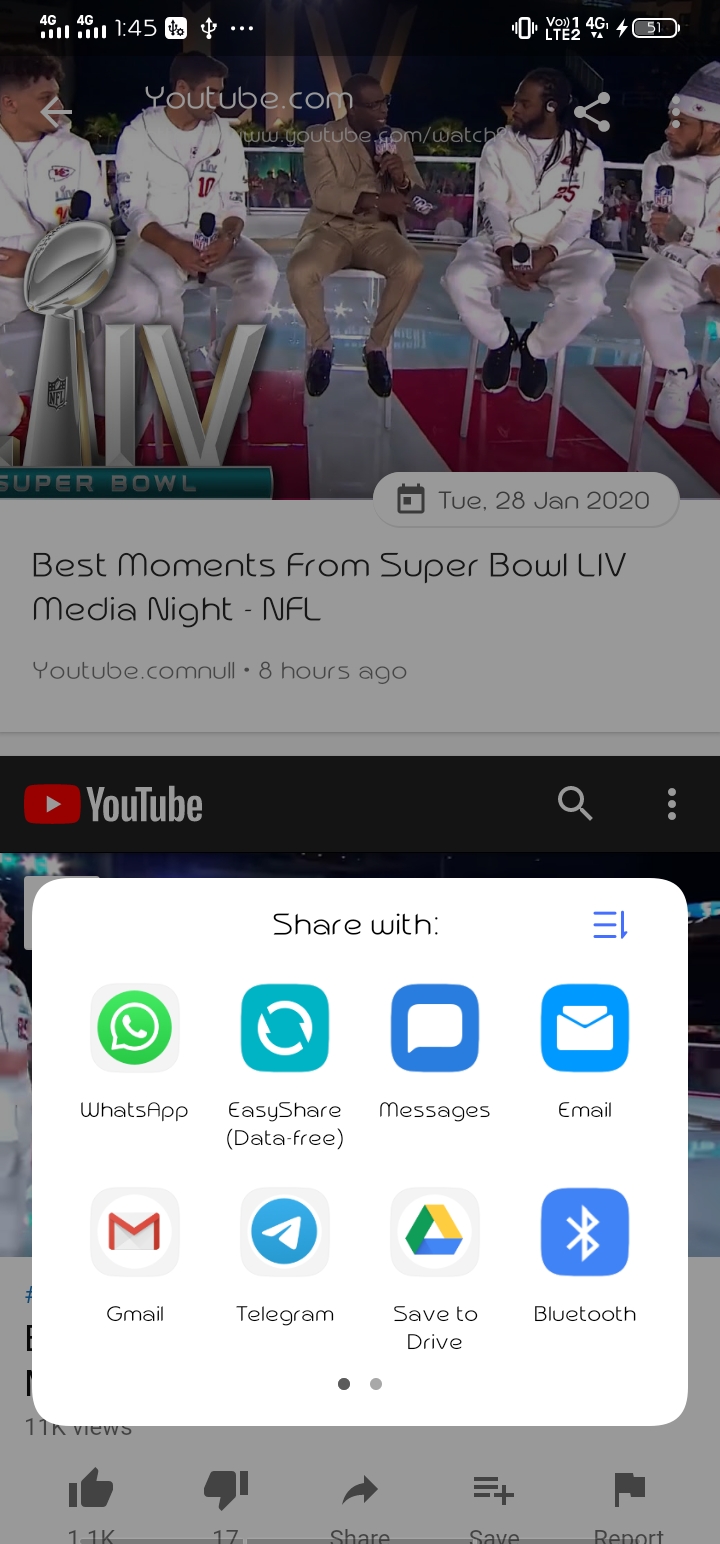 4G 4G 1:45 Vo))1 4G 51
LTE2
Youtube.com
www.youtube.com/watch?v
10
25
NFL
LIV
SUPER BOWL
Tue, 28 Jan 2020
Best Moments From Super Bowl LIV
Media Night - NFL
Youtube.comnull • 8 hours ago
YouTube
Share with:
WhatsApp
EasyShare
(Data-free)
Messages
Email
Gmail
Telegram
Save to
Drive
Bluetooth
#
11K views
1.1K 17 Share Save Report